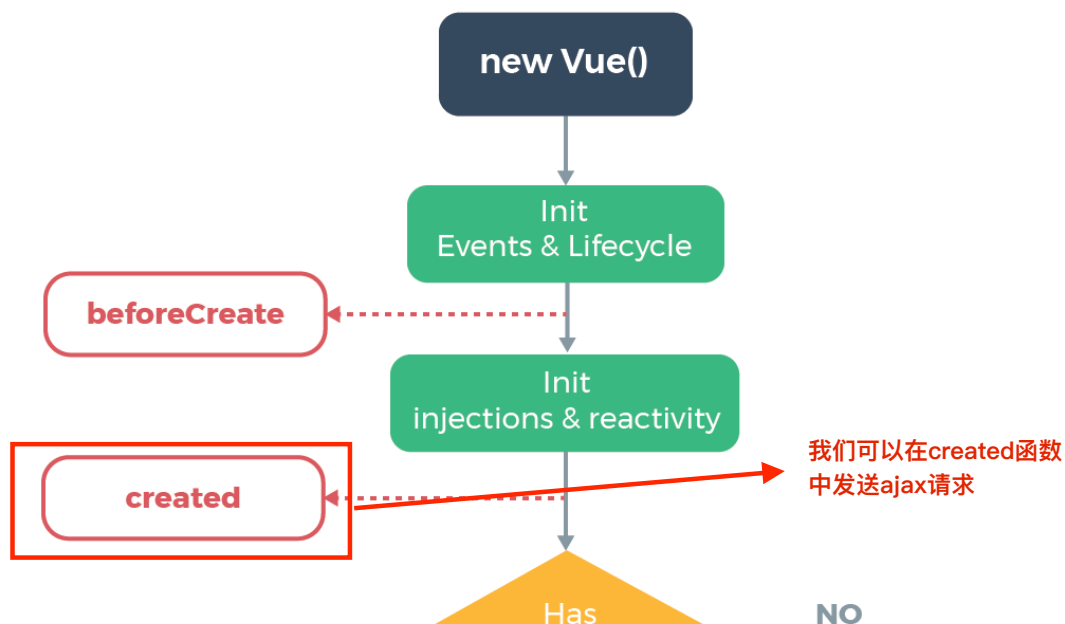 new Vue()
Init
Events & Lifecycle
beforeCreate
Init
injections & reactivity
我们可以在created函数
中发送ajax请求
created
Has
NO